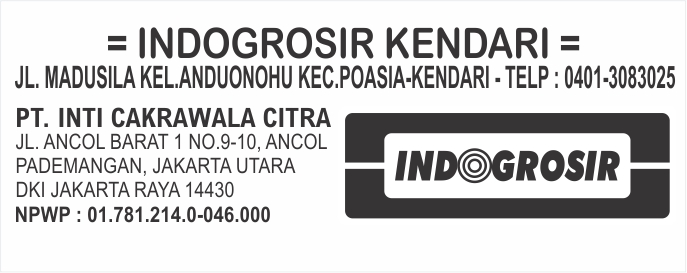 = INDOGROSIR KENDARI =
JL. MADUSILA KEL.ANDUONOHU KEC.POASIA-KENDARI - TELP : 0401-3083025
PT. INTI CAKRAWALA CITRA
JL. ANCOL BARAT 1 NO.9-10, ANCOL
PADEMANGAN, JAKARTA UTARA
DKI JAKARTA RAYA 14430
NPWP : 01.781.214.0-046.000
INDOGROSIR